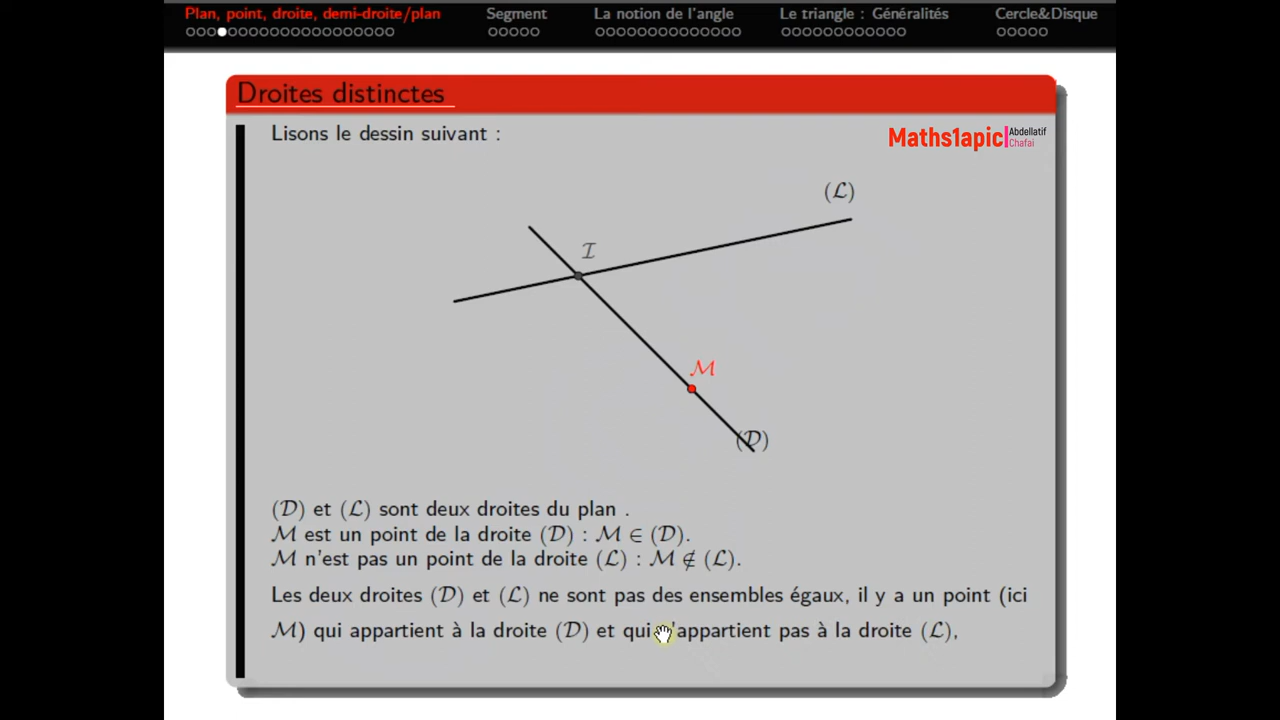 Plan, point, droite, demi-droite/plan Segment La notion de l'angle Le triangle : Généralités Cercle&Disque
Droites distinctes
Lisons le dessin suivant :
Maths1apic Abdellatif
Chafai
(ℒ)
ℐ
ℳ
(𝒟)
(𝒟) et (ℒ) sont deux droites du plan .
ℳ est un point de la droite (𝒟) : ℳ ∈ (𝒟).
ℳ n'est pas un point de la droite (ℒ) : ℳ ∉ (ℒ).
Les deux droites (𝒟) et (ℒ) ne sont pas des ensembles égaux, il y a un point (ici
ℳ) qui appartient à la droite (𝒟) et qui n'appartient pas à la droite (ℒ),